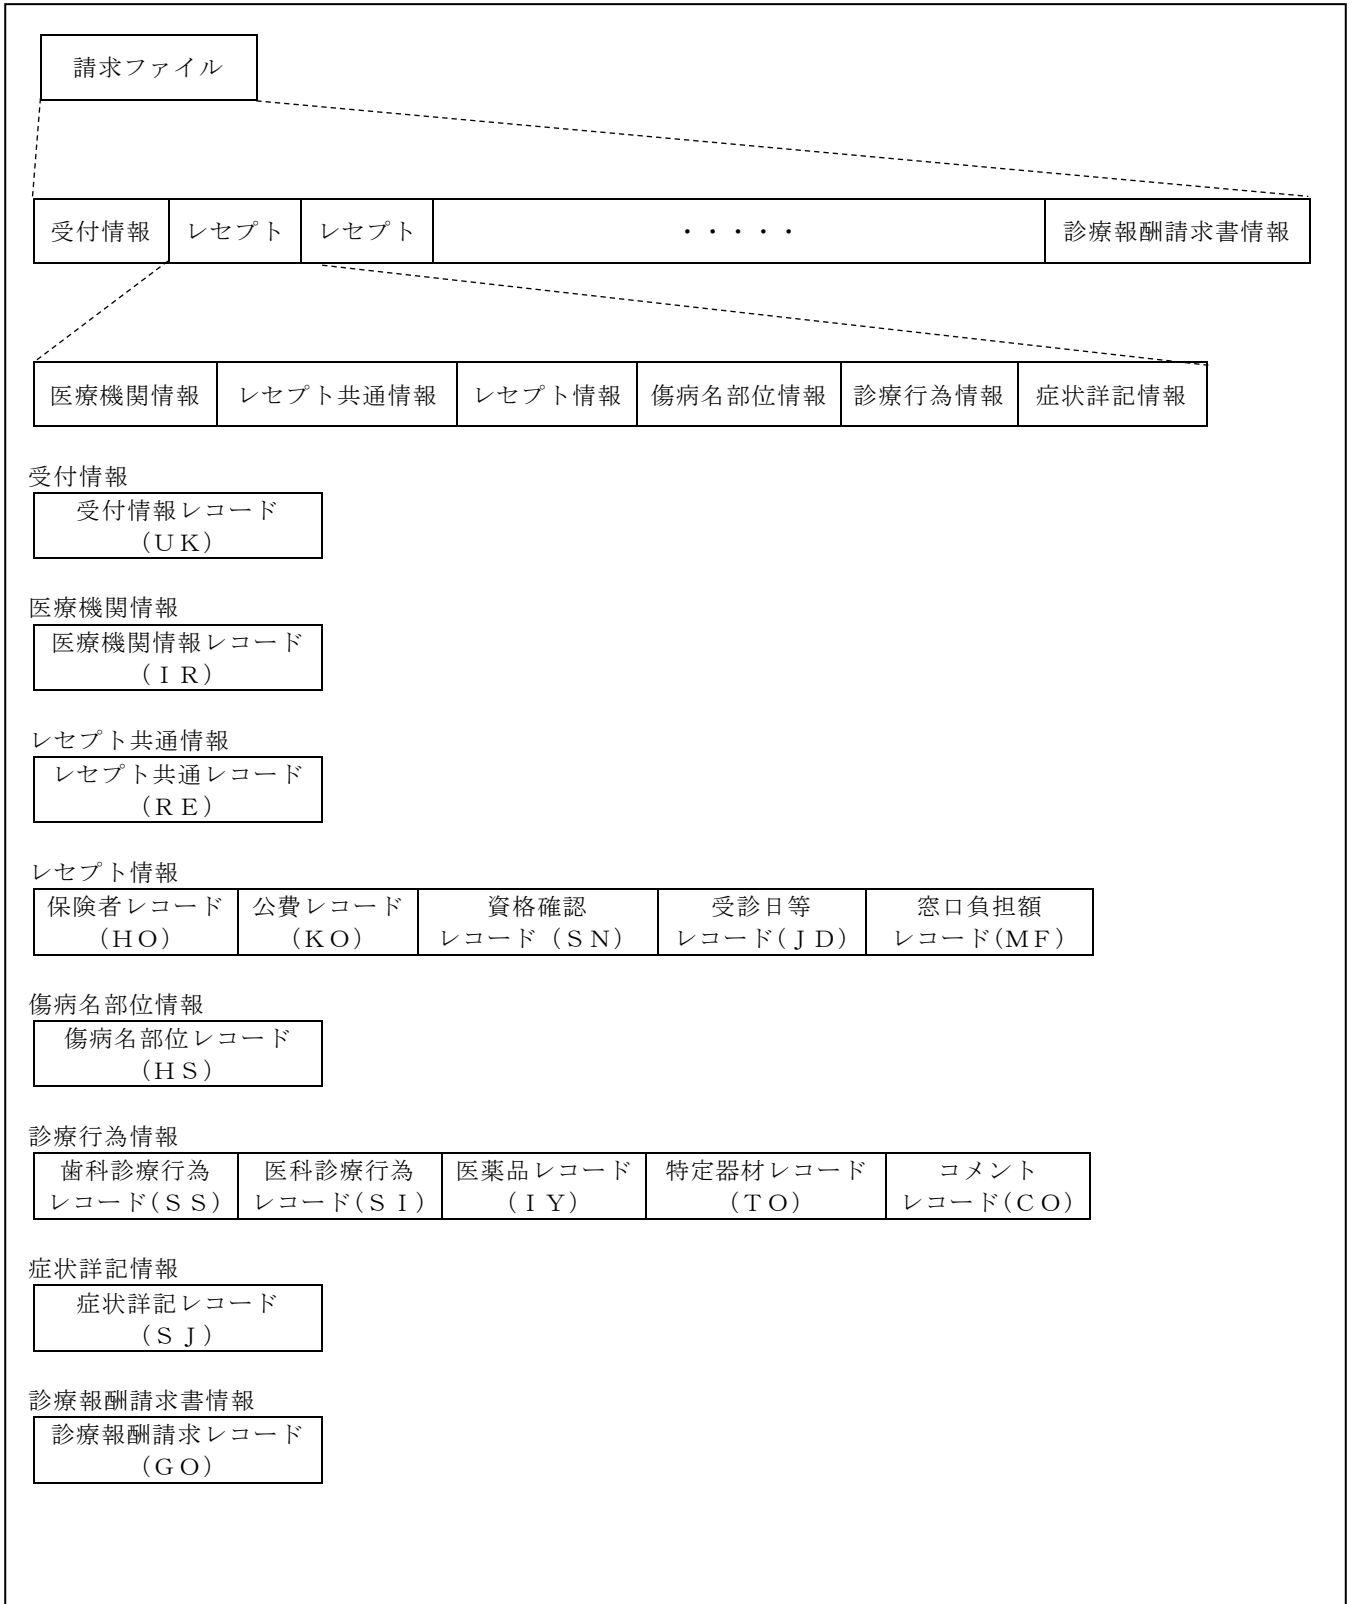 請求ファイル
受付情報 レセプト レセプト ・・・・・ 診療報酬請求書情報
医療機関情報 レセプト共通情報 レセプト情報 傷病名部位情報 診療行為情報 症状詳記情報
受付情報
受付情報レコード
(ＵＫ)
医療機関情報
医療機関情報レコード
(ＩＲ)
レセプト共通情報
レセプト共通レコード
(ＲＥ)
レセプト情報
保険者レコード 公費レコード 資格確認 受診日等 窓口負担額
(ＨＯ) (ＫＯ) レコード (ＳＮ) レコード(ＪＤ) レコード(ＭＦ)
傷病名部位情報
傷病名部位レコード
(ＨＳ)
診療行為情報
歯科診療行為 医科診療行為 医薬品レコード 特定器材レコード コメント
レコード(ＳＳ) レコード(ＳＩ) (ＩＹ) (ＴＯ) レコード(ＣＯ)
症状詳記情報
症状詳記レコード
(ＳＪ)
診療報酬請求書情報
診療報酬請求レコード
(ＧＯ)